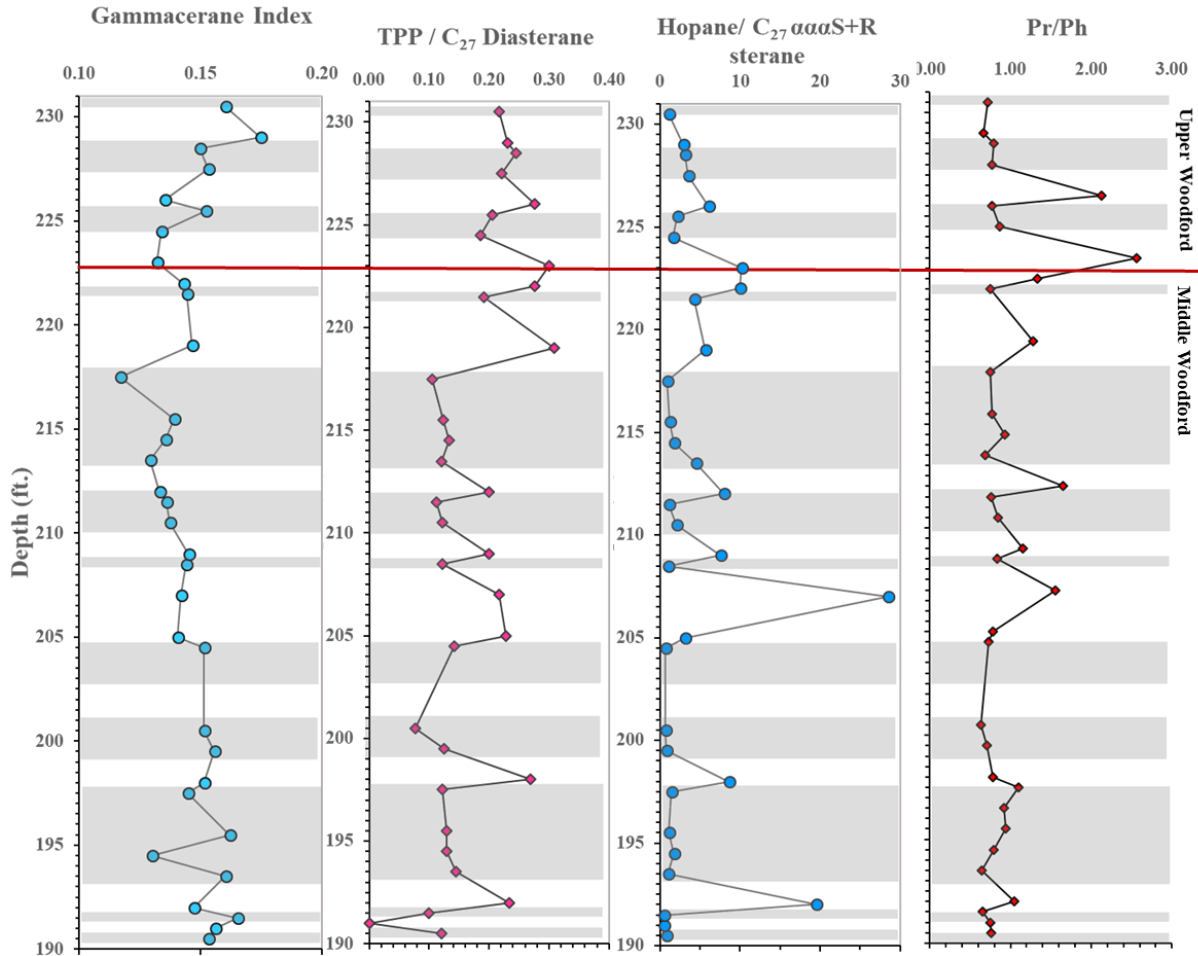 Gammacerane Index
TPP / C₂₇ Diasterane
Hopane/ C₂₇ αααS+R
sterane
Pr/Ph
0.10 0.15 0.20
0.00 0.10 0.20 0.30 0.40
0 10 20 30
0.00 1.00 2.00 3.00
Depth (ft.)
230
225
220
215
210
205
200
195
190
230
225
220
215
210
205
200
195
190
230
225
220
215
210
205
200
195
190
Upper Woodford
Middle Woodford